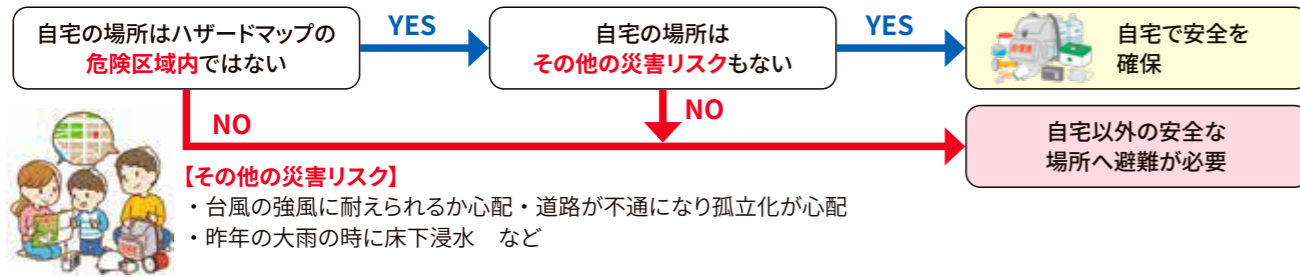 自宅の場所はハザードマップの
危険区域内ではない
YES
自宅の場所は
その他の災害リスクもない
YES
自宅で安全を
確保
NO
NO
自宅以外の安全な
場所へ避難が必要
【その他の災害リスク】
・台風の強風に耐えられるか心配・道路が不通になり孤立化が心配
・昨年の大雨の時に床下浸水　など